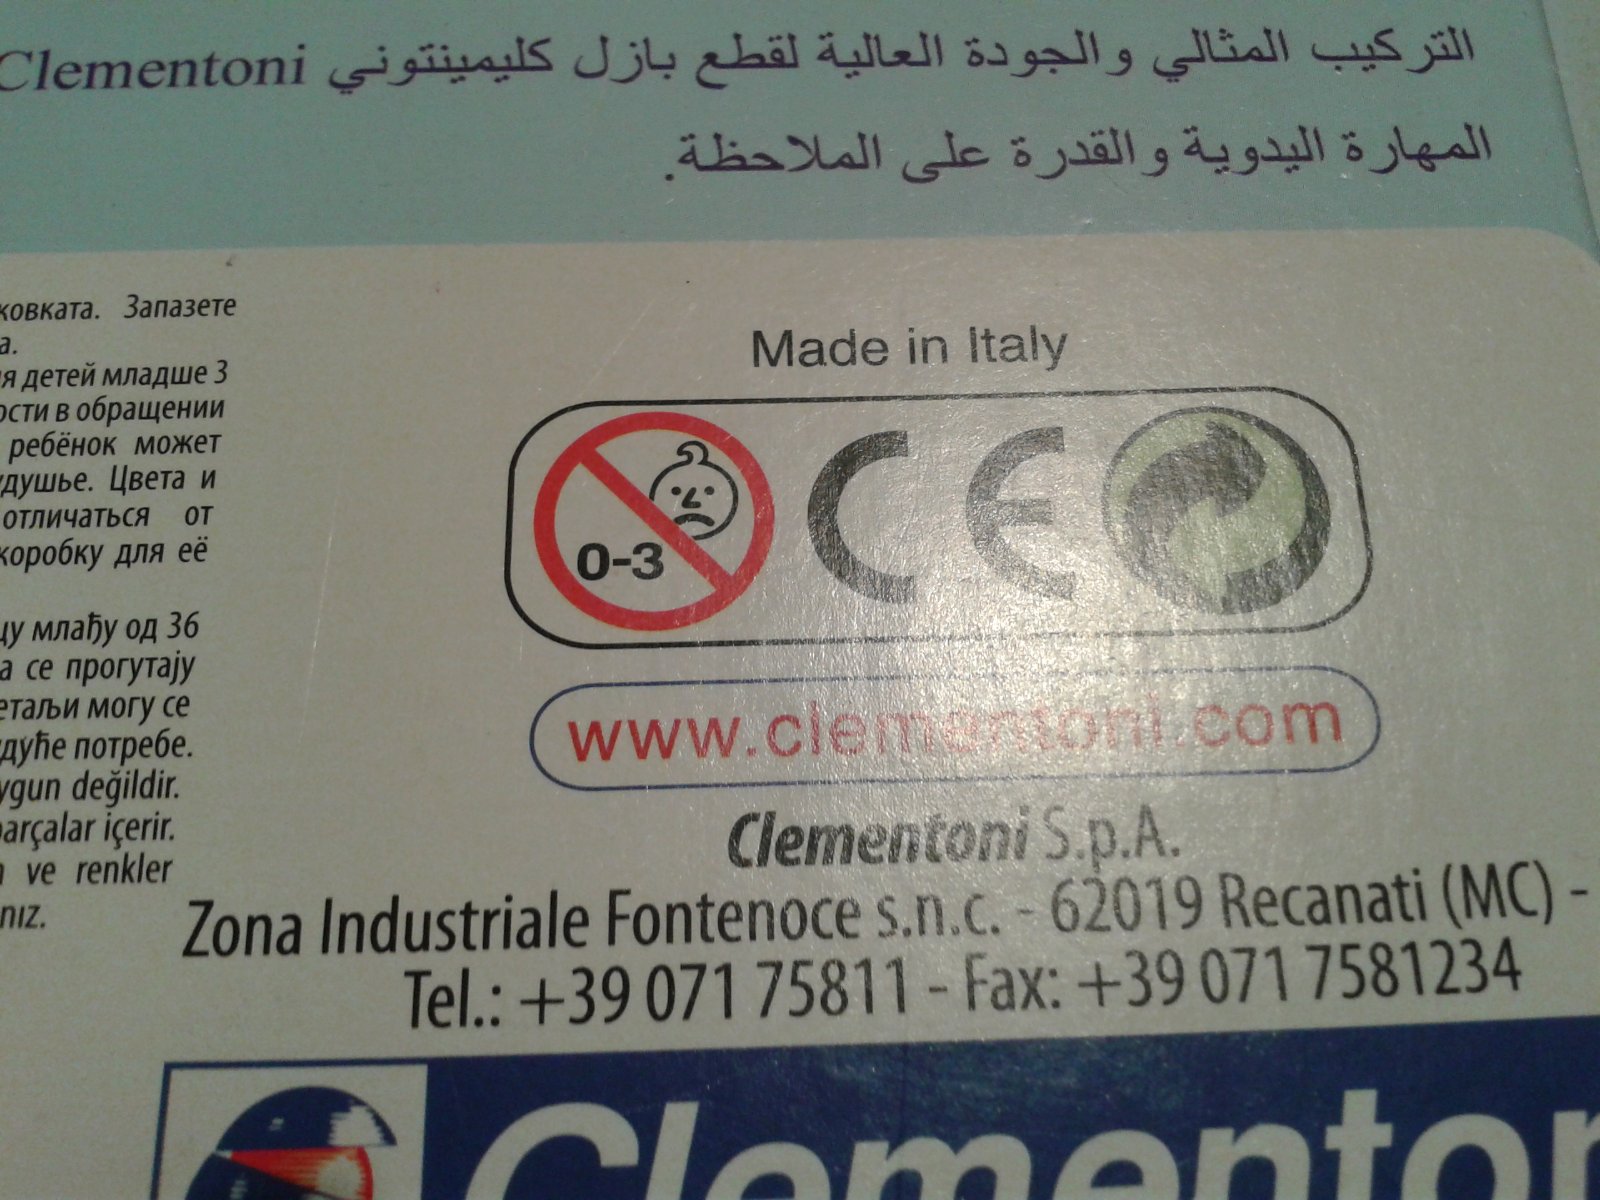 التركيب المثالي والجودة العالية لقطع بازل كليمينتوني Clementoni
المهارة اليدوية والقدرة على الملاحظة.
ковката. Запазете
а.
я детей младше 3
ости в обращении
ребёнок может
удушье. Цвета и
отличаться от
коробку для её
цу млађу од 36
а се прогутају
етаљи могу се
дуће потребе.
ygun değildir.
parçalar içerir.
ve renkler
nız.
Made in Italy
0-3
CE
www.clementoni.com
Clementoni S.p.A.
Zona Industriale Fontenoce s.n.c. - 62019 Recanati (MC) -
Tel.: +39 071 75811 - Fax: +39 071 7581234
Clementon